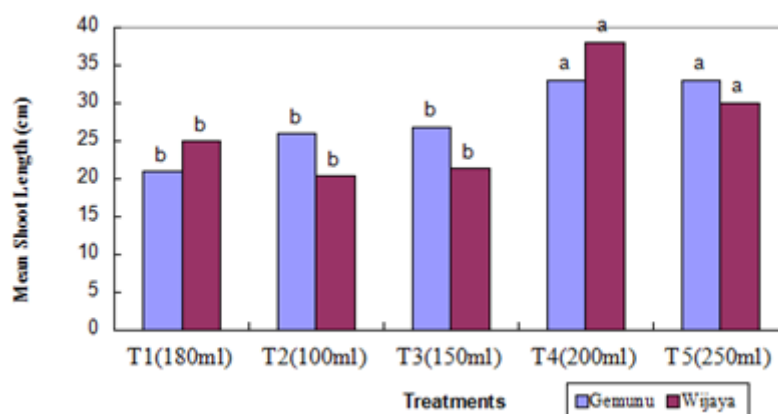 Mean Shoot Length (cm)
40
35
30
25
20
15
10
5
0
b b
b b
b b
a a
a a
T1(180ml) T2(100ml) T3(150ml) T4(200ml) T5(250ml)
Treatments
Gemunu Wijaya